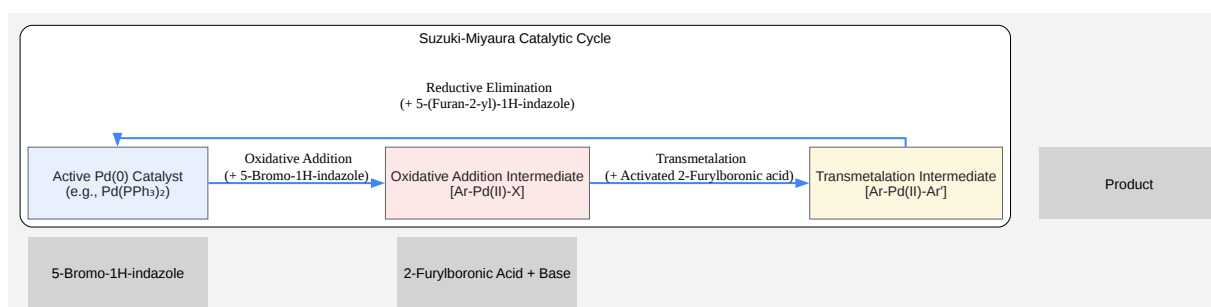 Suzuki-Miyaura Catalytic Cycle
Reductive Elimination
(+ 5-(Furan-2-yl)-1H-indazole)
Active Pd(0) Catalyst
(e.g., Pd(PPh₃)₂)
Oxidative Addition
(+ 5-Bromo-1H-indazole)
Oxidative Addition Intermediate
[Ar-Pd(II)-X]
Transmetalation
(+ Activated 2-Furylboronic acid)
Transmetalation Intermediate
[Ar-Pd(II)-Ar']
Product
5-Bromo-1H-indazole
2-Furylboronic Acid + Base